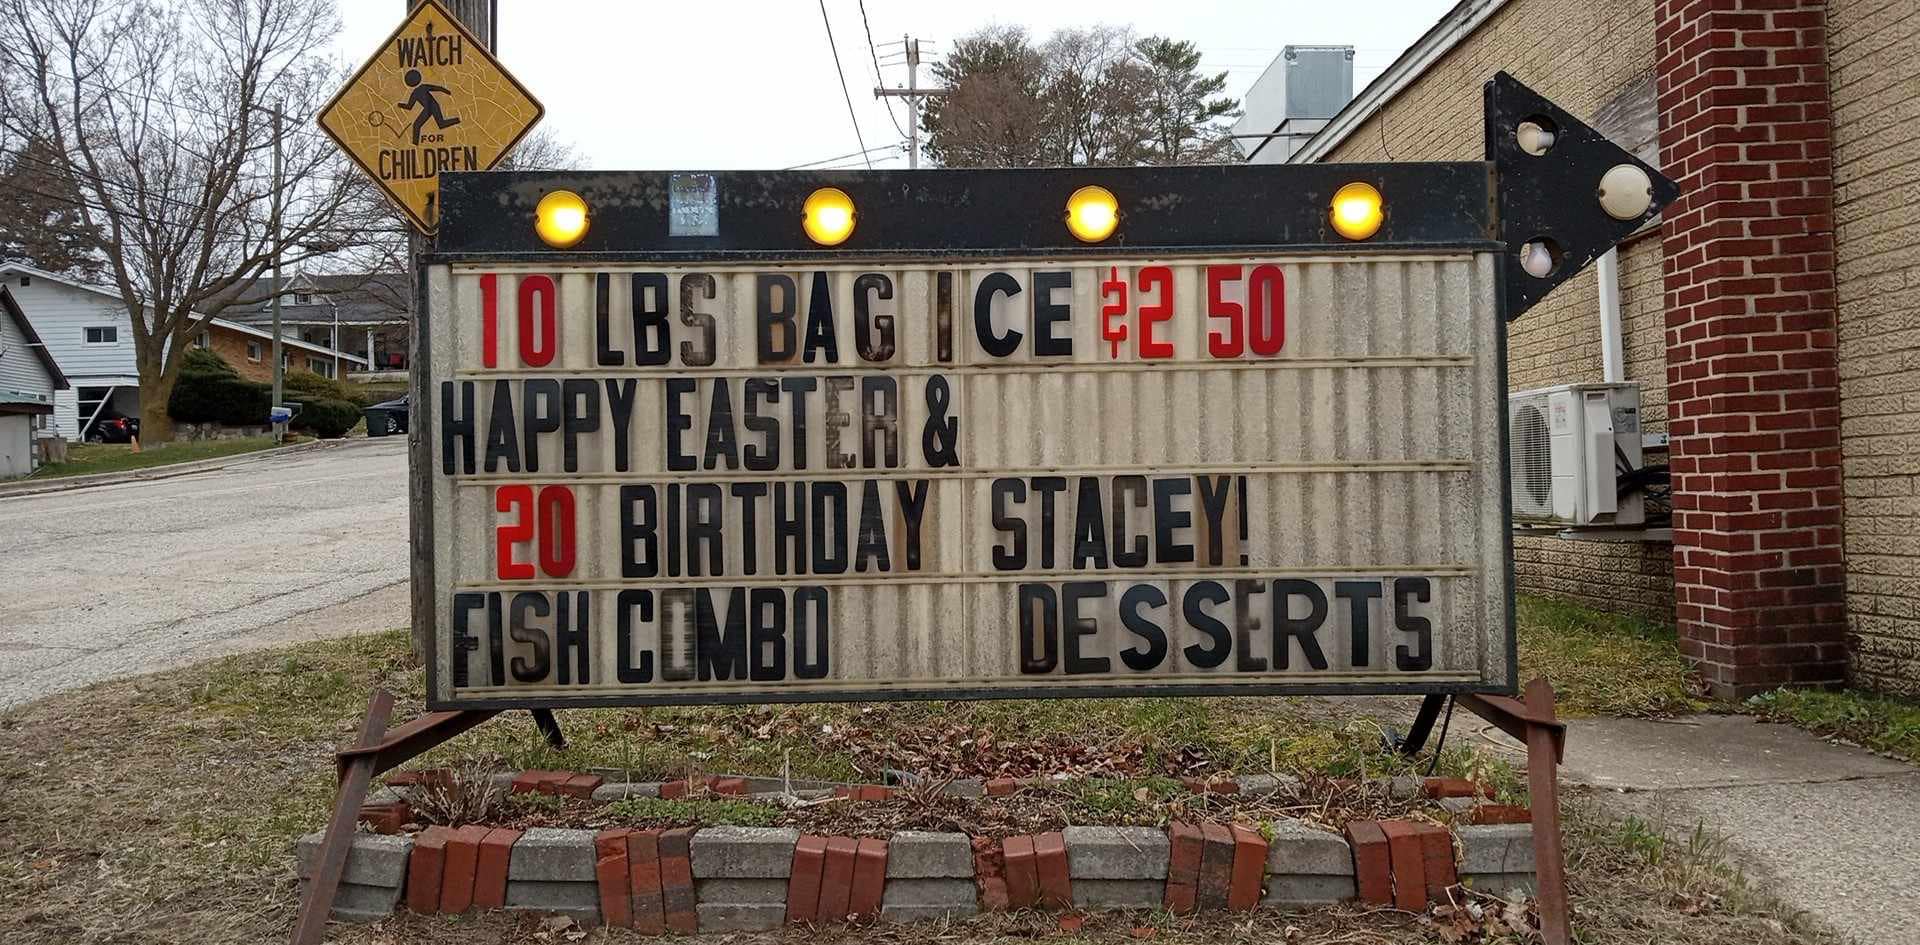 WATCH
FOR
CHILDREN
10 LBS BAG ICE $2 50
HAPPY EASTER &
20 BIRTHDAY STACEY!
FISH COMBO DESSERTS